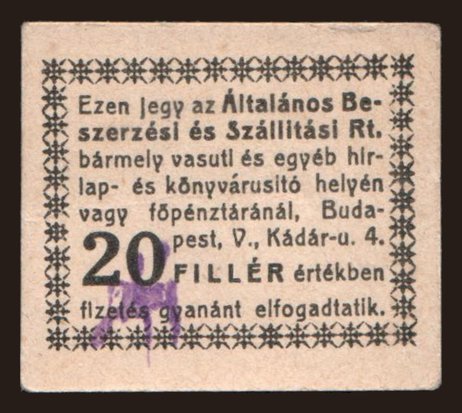 Ezen jegy az Általános Be-
szerzési és Szállitási Rt.
bármely vasuti és egyéb hir-
lap- és könyvárusitó helyén
vagy főpénztáránál, Buda-
pest, V., Kádár-u. 4.
20 FILLÉR értékben
fizetés gyanánt elfogadtatik.